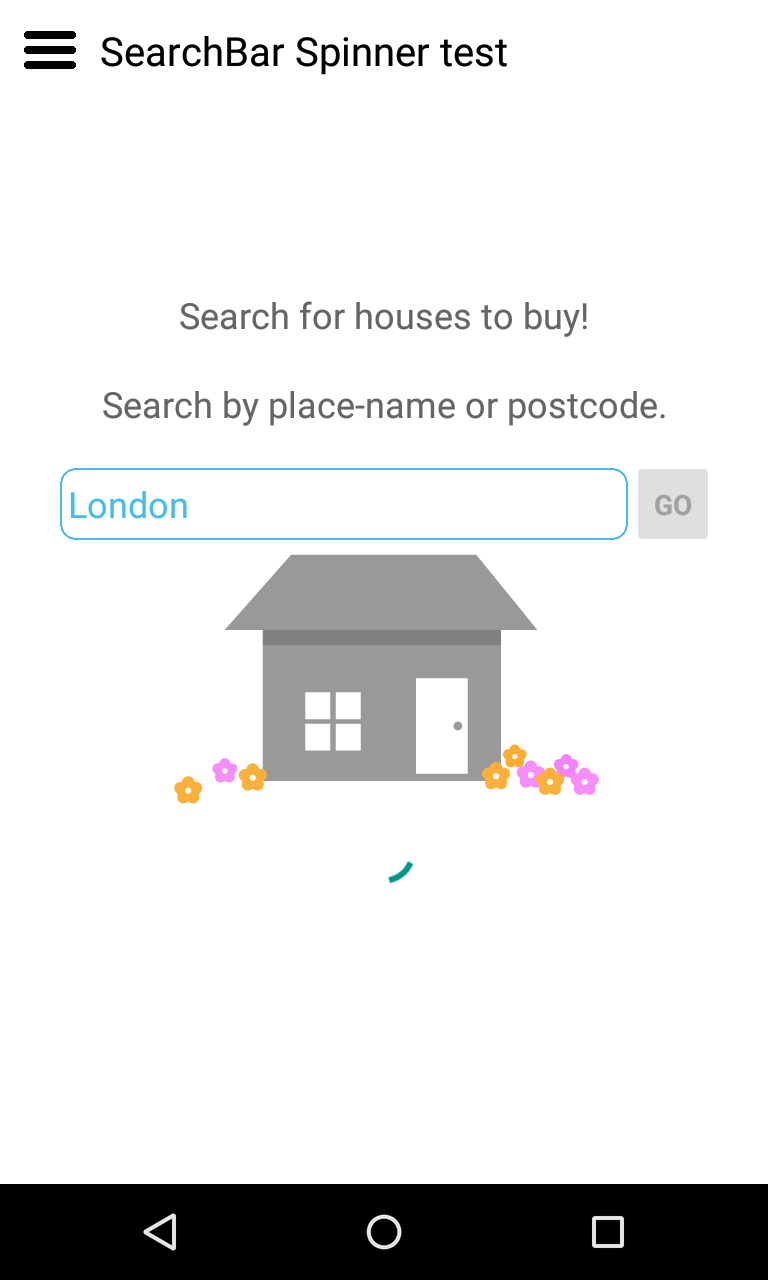 SearchBar Spinner test
Search for houses to buy!
Search by place-name or postcode.
London
GO